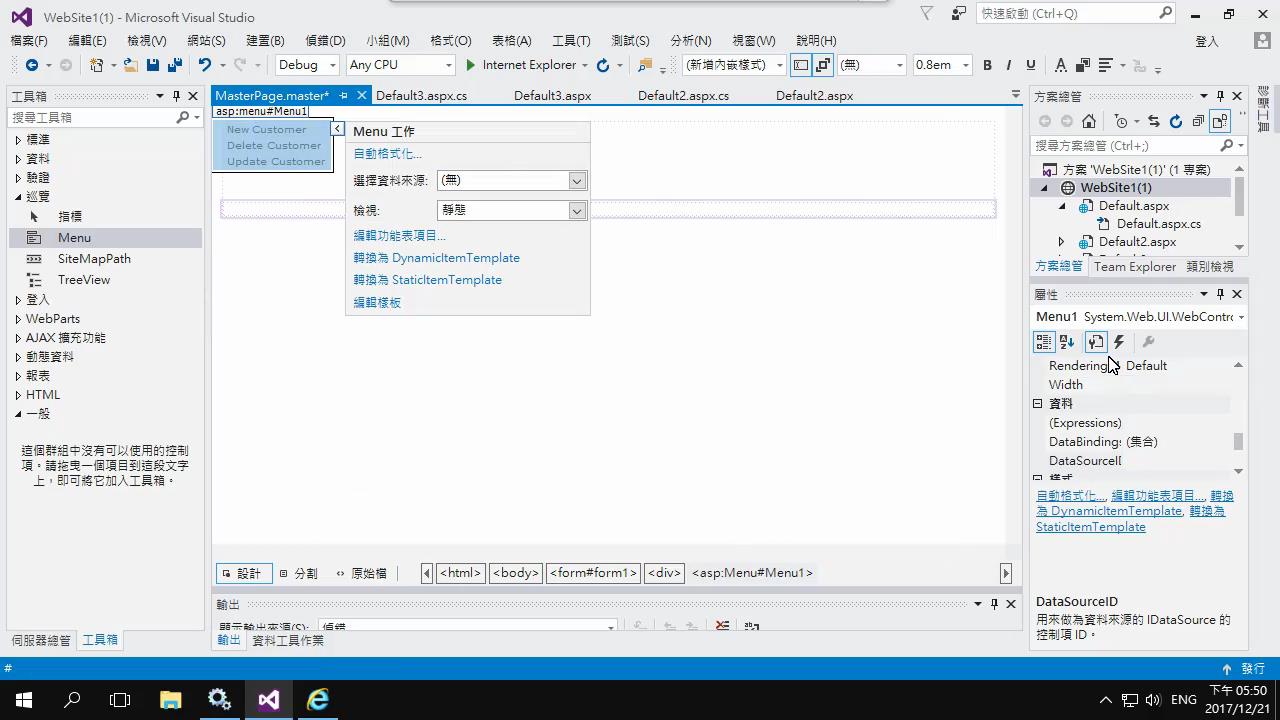 WebSite1(1) - Microsoft Visual Studio
快速啟動 (Ctrl+Q)
檔案(F) 編輯(E) 檢視(V) 網站(S) 建置(B) 偵錯(D) 小組(M) 格式(O) 表格(A) 工具(T) 測試(S) 分析(N) 視窗(W) 說明(H) 登入
Debug Any CPU Internet Explorer (新增內嵌樣式) (無) 0.8em B I U A
工具箱
MasterPage.master* Default3.aspx.cs Default3.aspx Default2.aspx.cs Default2.aspx
方案總管
asp:menu#Menu1
搜尋工具箱
標準
資料
驗證
巡覽
指標
Menu
SiteMapPath
TreeView
登入
WebParts
AJAX 擴充功能
動態資料
報表
HTML
一般
這個群組中沒有可以使用的控制
項。請拖曳一個項目到這段文字
上，即可將它加入工具箱。
伺服器總管 工具箱
New Customer
Delete Customer
Update Customer
Menu 工作
自動格式化...
選擇資料來源: (無)
檢視: 靜態
編輯功能表項目...
轉換為 DynamicItemTemplate
轉換為 StaticItemTemplate
編輯樣板
設計 分割 原始檔 <html> <body> <form#form1> <div> <asp:Menu#Menu1>
輸出
顯示輸出來源(S): 偵錯
輸出 資料工具作業
搜尋方案總管 (Ctrl+;)
方案 'WebSite1(1)' (1 專案)
WebSite1(1)
Default.aspx
Default.aspx.cs
Default2.aspx
方案總管 Team Explorer 類別檢視
屬性
Menu1 System.Web.UI.WebContro
Rendering Default
Width
資料
(Expressions)
DataBindings (集合)
DataSourceID
樣式
自動格式化..., 編輯功能表項目..., 轉換
為 DynamicItemTemplate, 轉換為
StaticItemTemplate
DataSourceID
用來做為資料來源的 IDataSource 的
控制項 ID。
# 發行
ENG
下午 05:50
2017/12/21